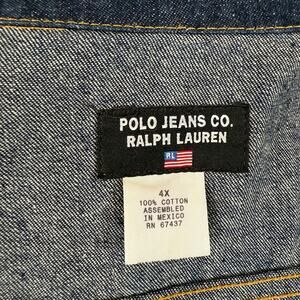 POLO JEANS CO.
RALPH LAUREN
RL
4X
100% COTTON
ASSEMBLED
IN MEXICO
RN 67437